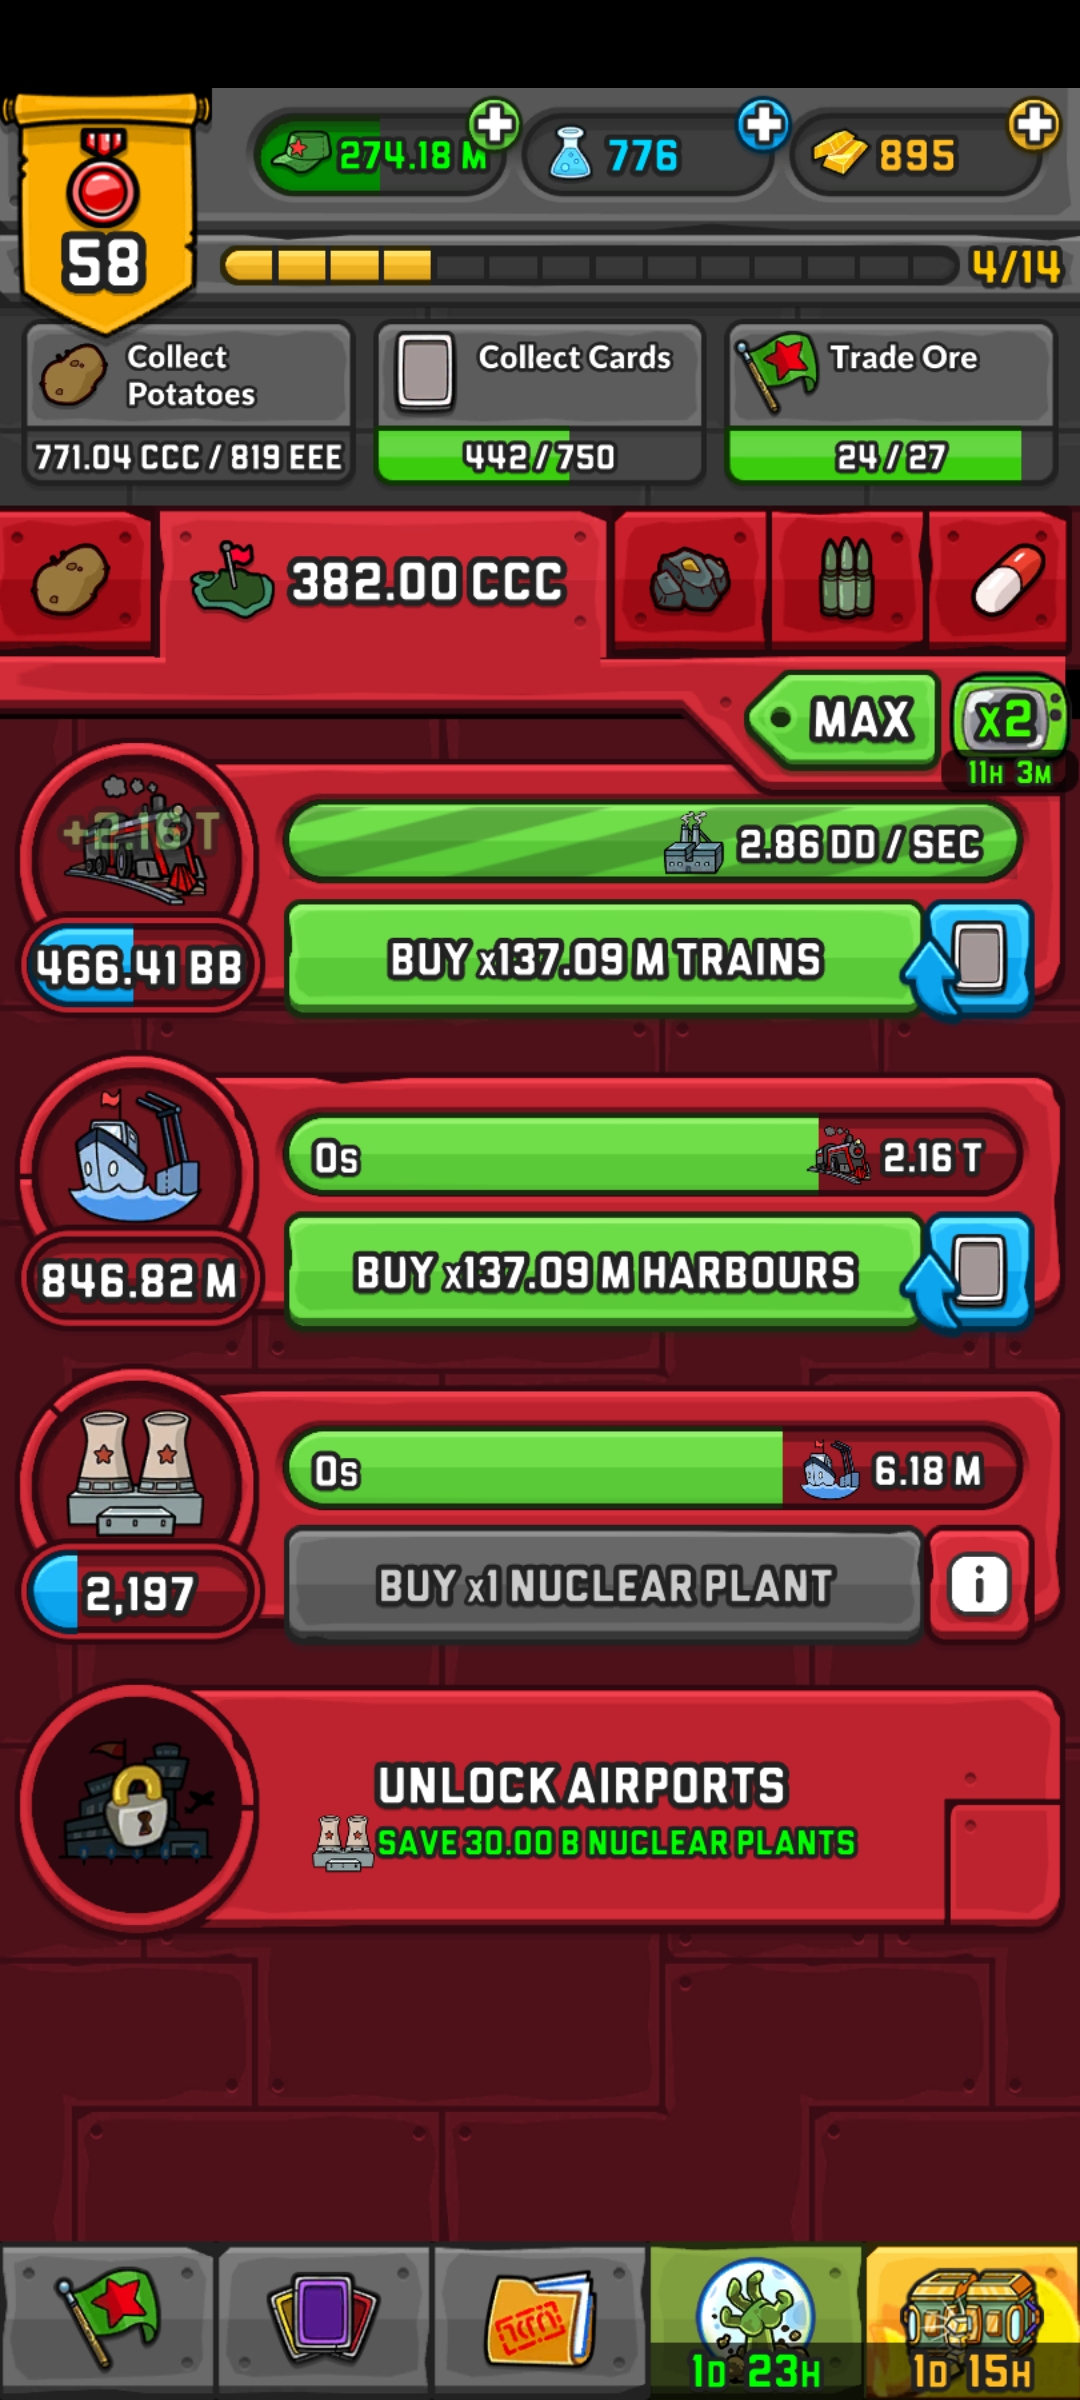 58
274.18 M
776
895
4/14
Collect
Potatoes
771.04 CCC / 819 EEE
Collect Cards
442/750
Trade Ore
24/27
382.00 CCC
MAX
x2
11H 3M
+2.16 T
2.86 DD / SEC
466.41 BB
BUY x137.09 M TRAINS
0s
2.16 T
846.82 M
BUY x137.09 M HARBOURS
0s
6.18 M
2,197
BUY x1 NUCLEAR PLANT
i
UNLOCK AIRPORTS
SAVE 30.00 B NUCLEAR PLANTS
1D 23H
1D 15H